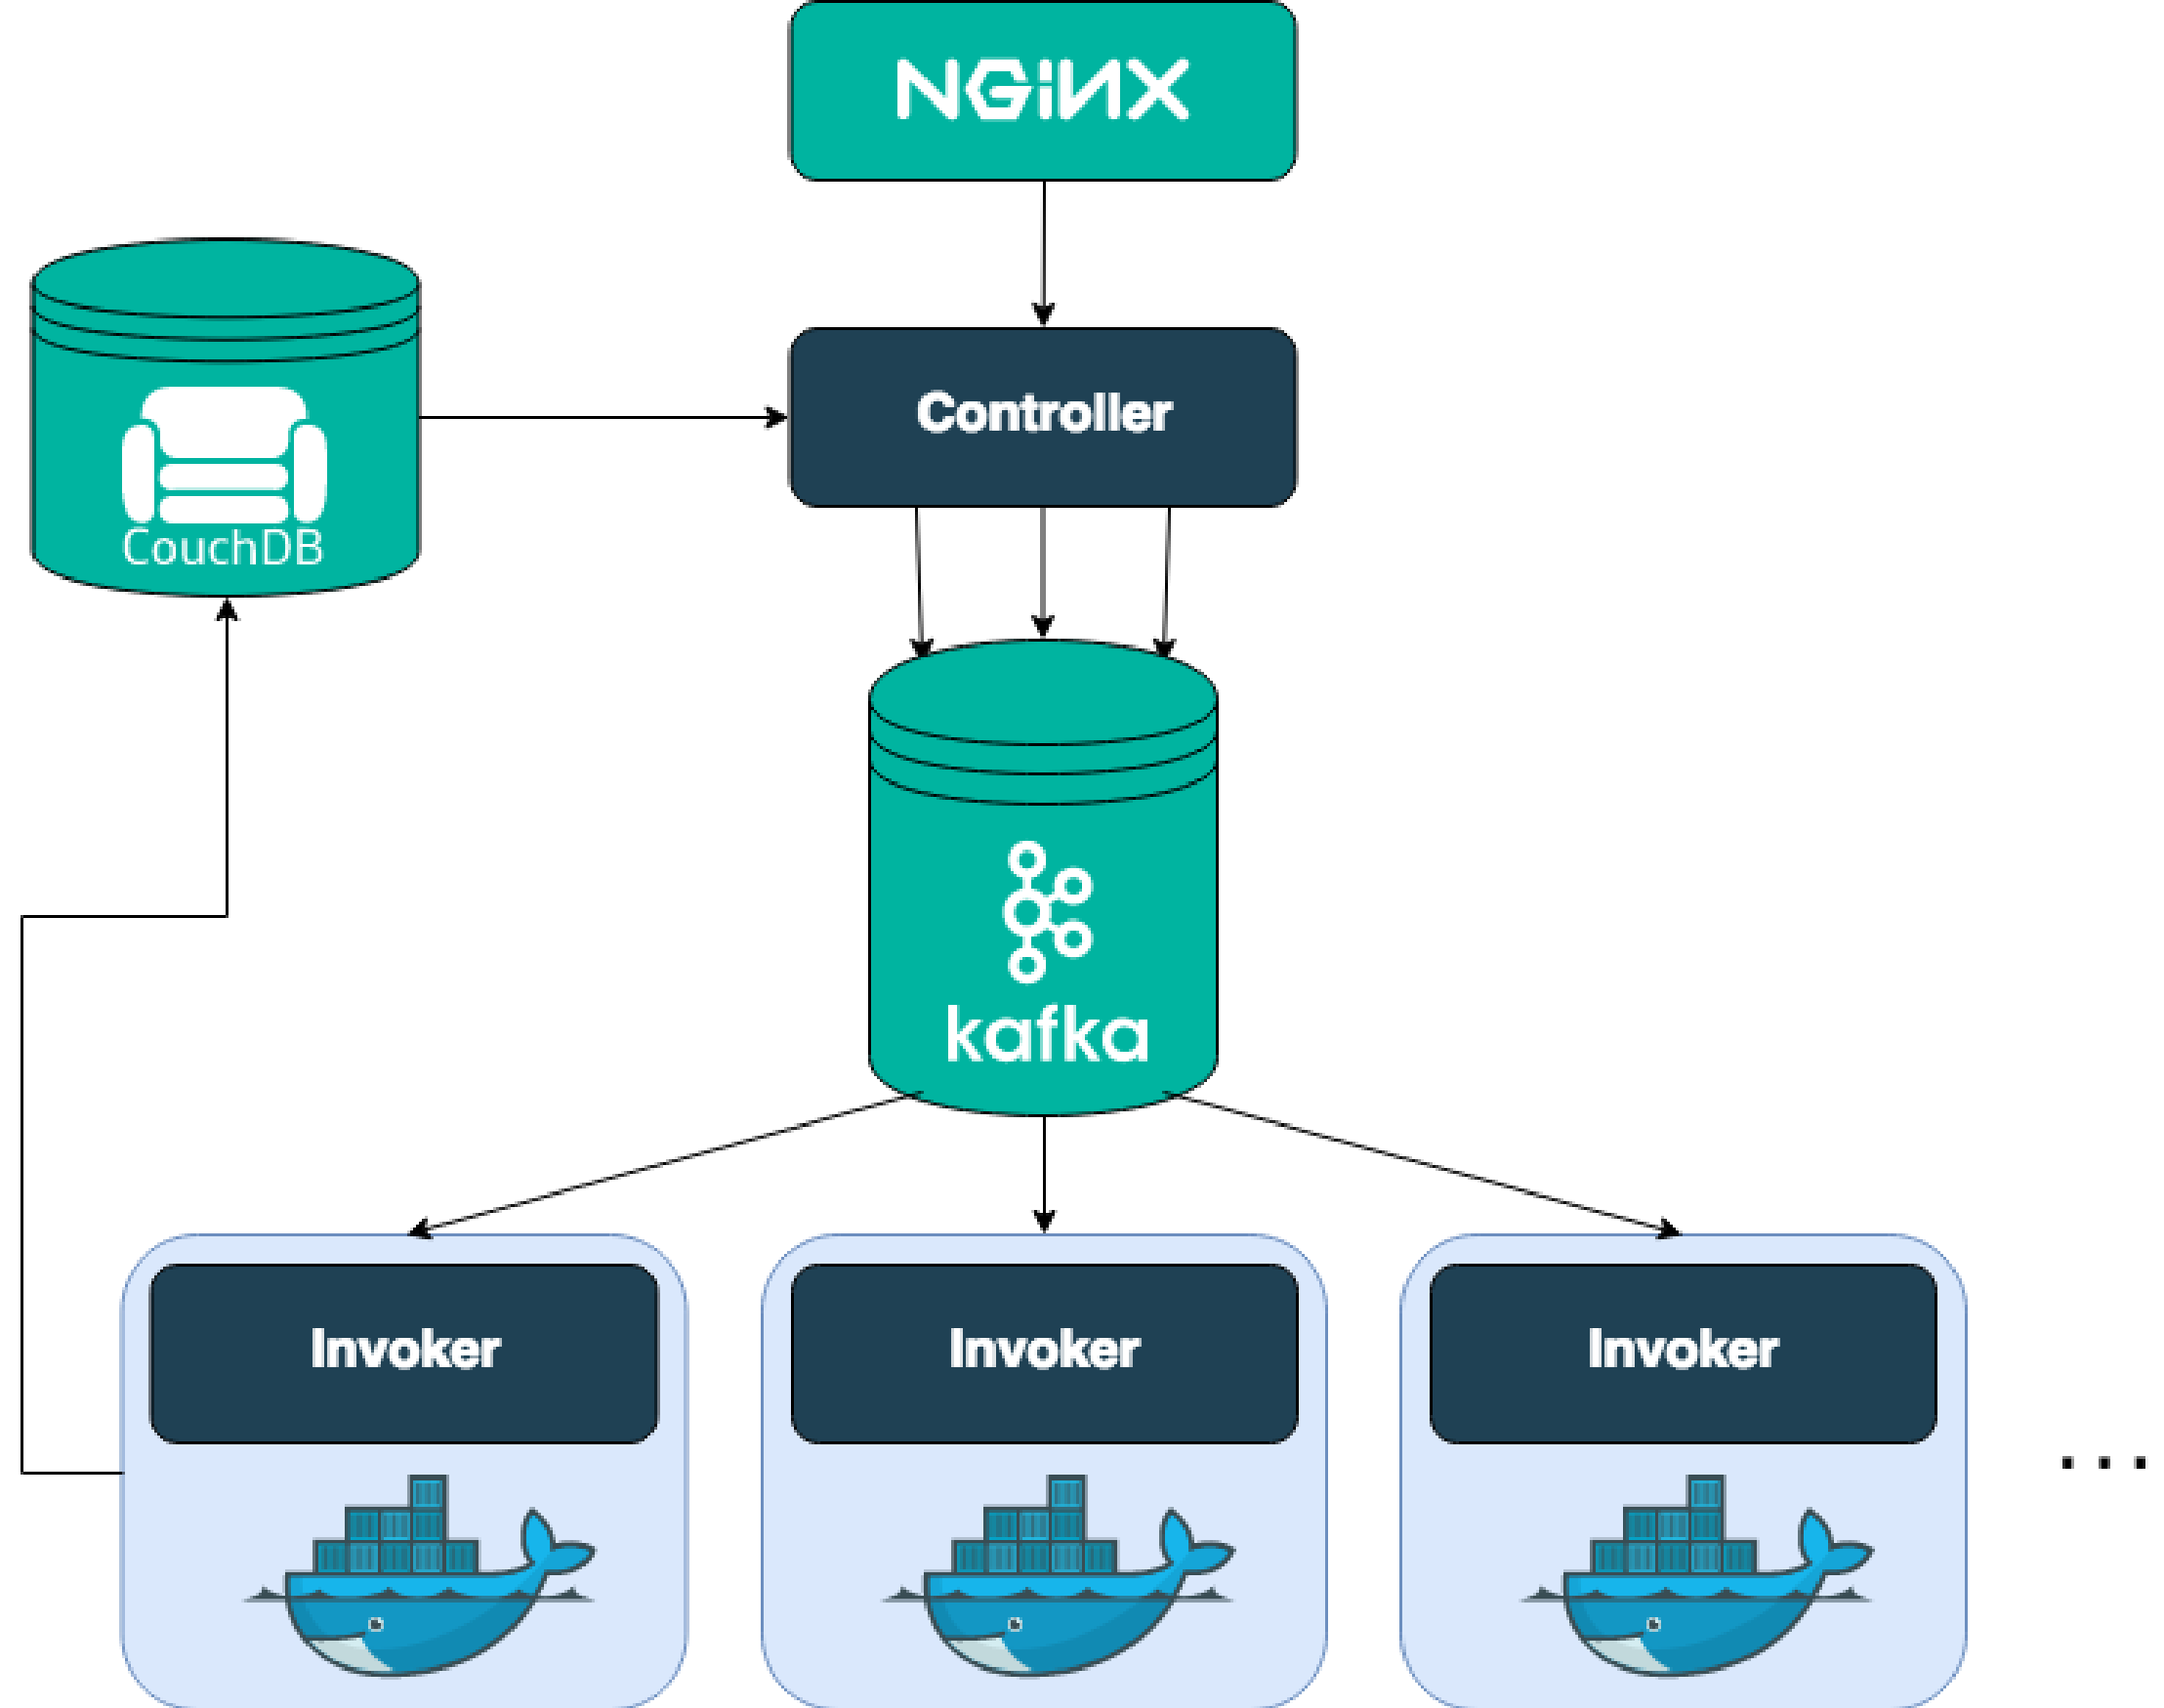 NGiNX
Controller
CouchDB
kafka
Invoker
Invoker
Invoker
...